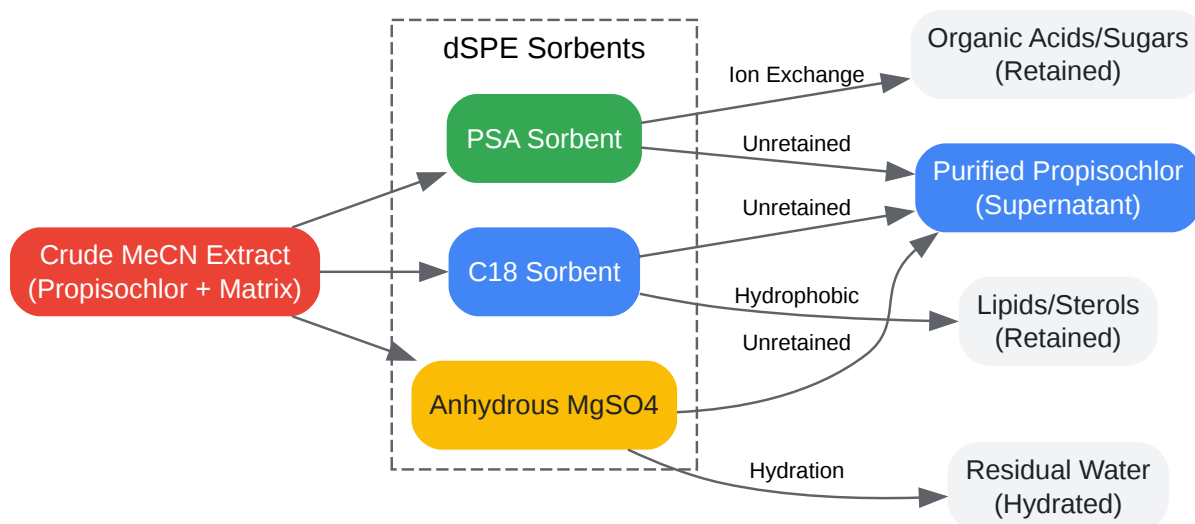 dSPE Sorbents
Crude MeCN Extract
(Propisochlor + Matrix)
PSA Sorbent
C18 Sorbent
Anhydrous MgSO4
Ion Exchange
Unretained
Unretained
Hydrophobic
Unretained
Hydration
Organic Acids/Sugars
(Retained)
Purified Propisochlor
(Supernatant)
Lipids/Sterols
(Retained)
Residual Water
(Hydrated)